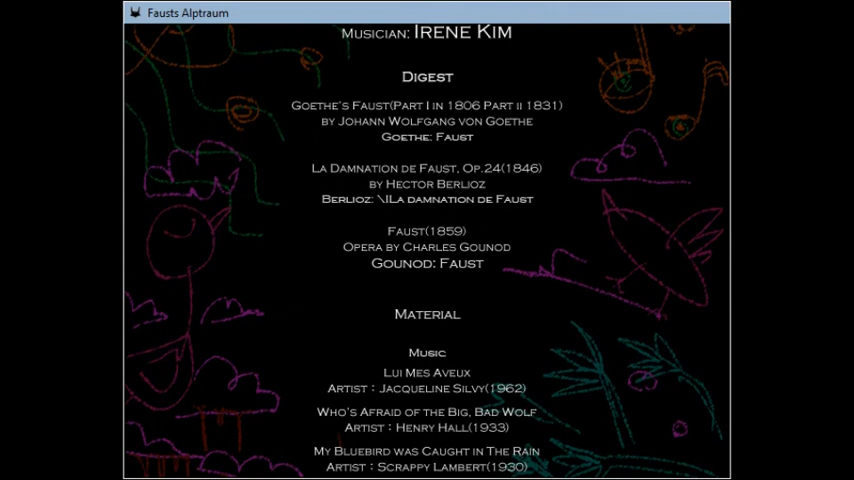 Fausts Alptraum
Musician: Irene Kim
Digest
Goethe's Faust(Part I in 1806 Part ii 1831)
by Johann Wolfgang von Goethe
Goethe: Faust
La Damnation de Faust, Op.24(1846)
by Hector Berlioz
Berlioz: \lLa damnation de Faust
Faust(1859)
Opera by Charles Gounod
Gounod: Faust
Material
Music
Lui Mes Aveux
Artist : Jacqueline Silvy(1962)
Who's Afraid of the Big, Bad Wolf
Artist : Henry Hall(1933)
My Bluebird was Caught in The Rain
Artist : Scrappy Lambert(1930)